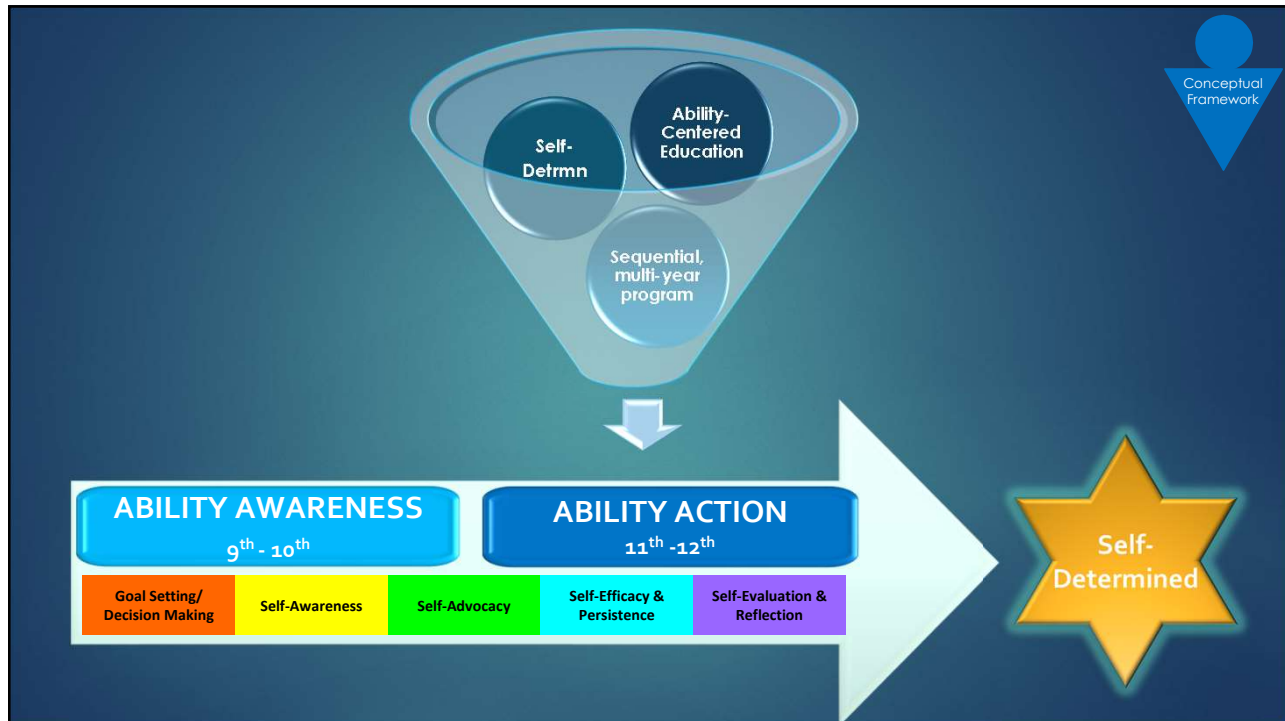 Conceptual
Framework
Ability-
Centered
Education
Self-
Detrmn
Sequential,
multi-year
program
ABILITY AWARENESS
9th - 10th
ABILITY ACTION
11th -12th
Goal Setting/
Decision Making
Self-Awareness
Self-Advocacy
Self-Efficacy &
Persistence
Self-Evaluation &
Reflection
Self-
Determined